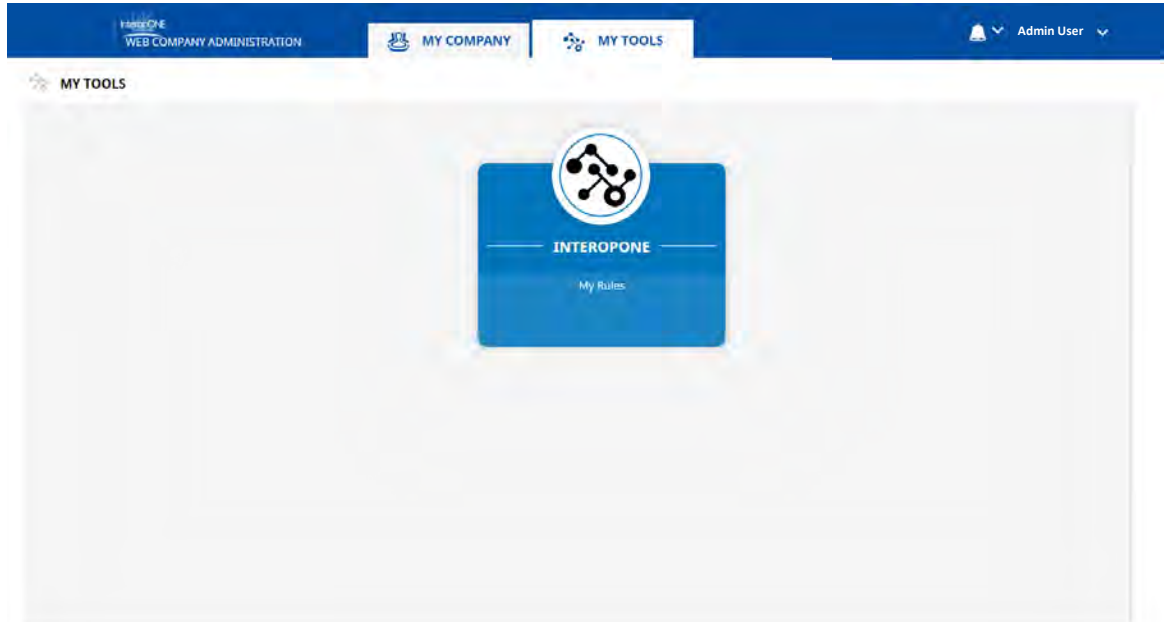 InteropONE
WEB COMPANY ADMINISTRATION
MY COMPANY
MY TOOLS
Admin User
MY TOOLS
INTEROPONE
My Rules